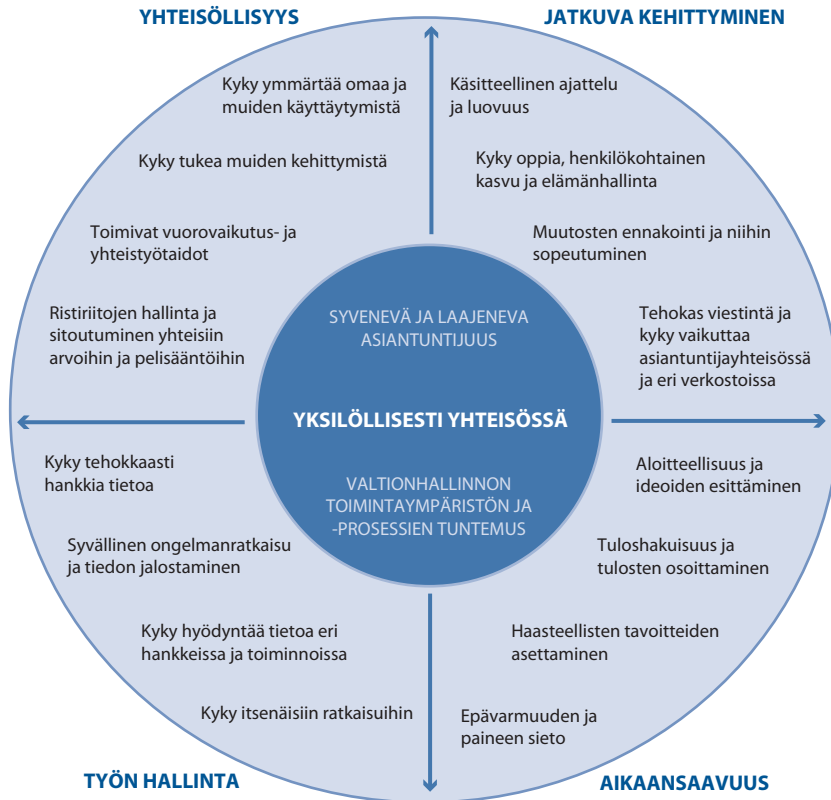 YHTEISÖLLISYYS
Kyky ymmärtää omaa ja
muiden käyttäytymistä
Kyky tukea muiden kehittymistä
Toimivat vuorovaikutus- ja
yhteistyötaidot
Ristiriitojen hallinta ja
sitoutuminen yhteisiin
arvoihin ja pelisääntöihin
JATKUVA KEHITTYMINEN
Käsitteellinen ajattelu
ja luovuus
Kyky oppia, henkilökohtainen
kasvu ja elämänhallinta
Muutosten ennakointi ja niihin
sopeutuminen
Tehokas viestintä ja
kyky vaikuttaa
asiantuntijayhteisössä
ja eri verkostoissa
SYVENEVÄ JA LAAJENEVA
ASIANTUNTIJUUS
YKSILÖLLISESTI YHTEISÖSSÄ
VALTIONHALLINNON
TOIMINTAYMPÄRISTÖN JA
-PROSESSIEN TUNTEMUS
Kyky tehokkaasti
hankkia tietoa
Syvällinen ongelmanratkaisu
ja tiedon jalostaminen
Kyky hyödyntää tietoa eri
hankkeissa ja toiminnoissa
Kyky itsenäisiin ratkaisuihin
TYÖN HALLINTA
Aloitteellisuus ja
ideoiden esittäminen
Tuloshakuisuus ja
tulosten osoittaminen
Haasteellisten tavoitteiden
asettaminen
Epävarmuuden ja
paineen sieto
AIKAANSAAVUUS